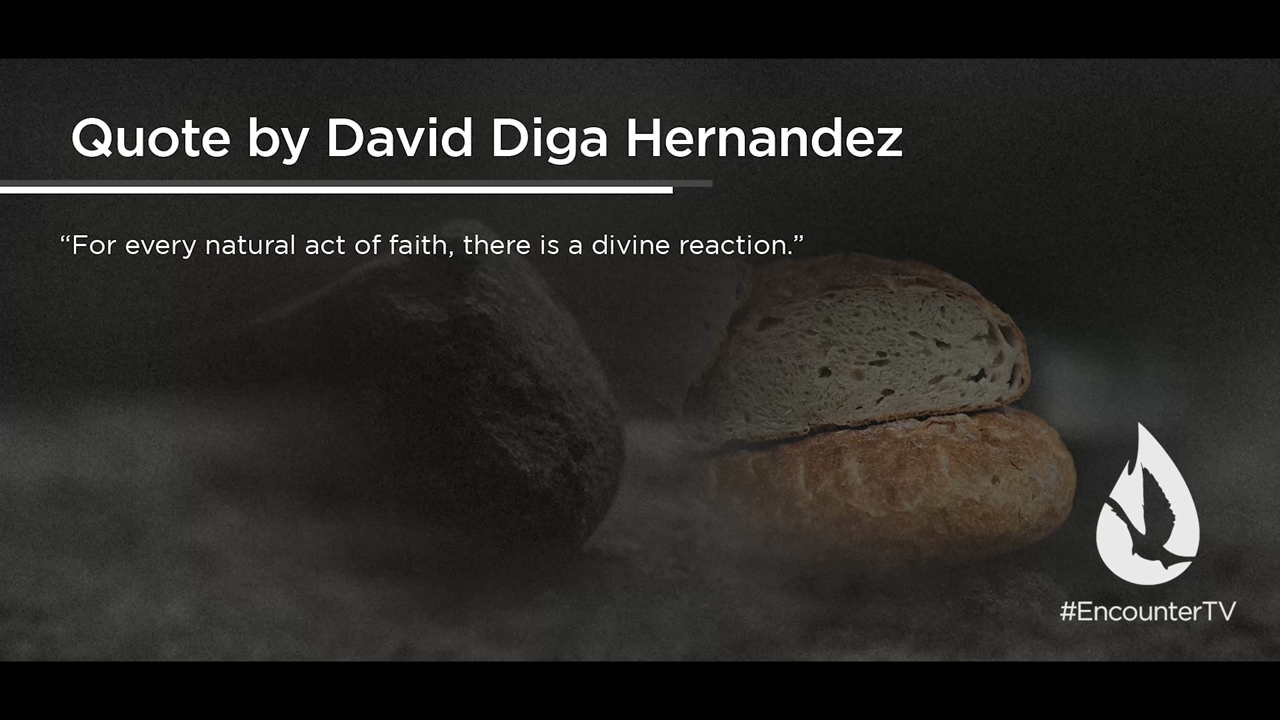 Quote by David Diga Hernandez
“For every natural act of faith, there is a divine reaction.”
#EncounterTV